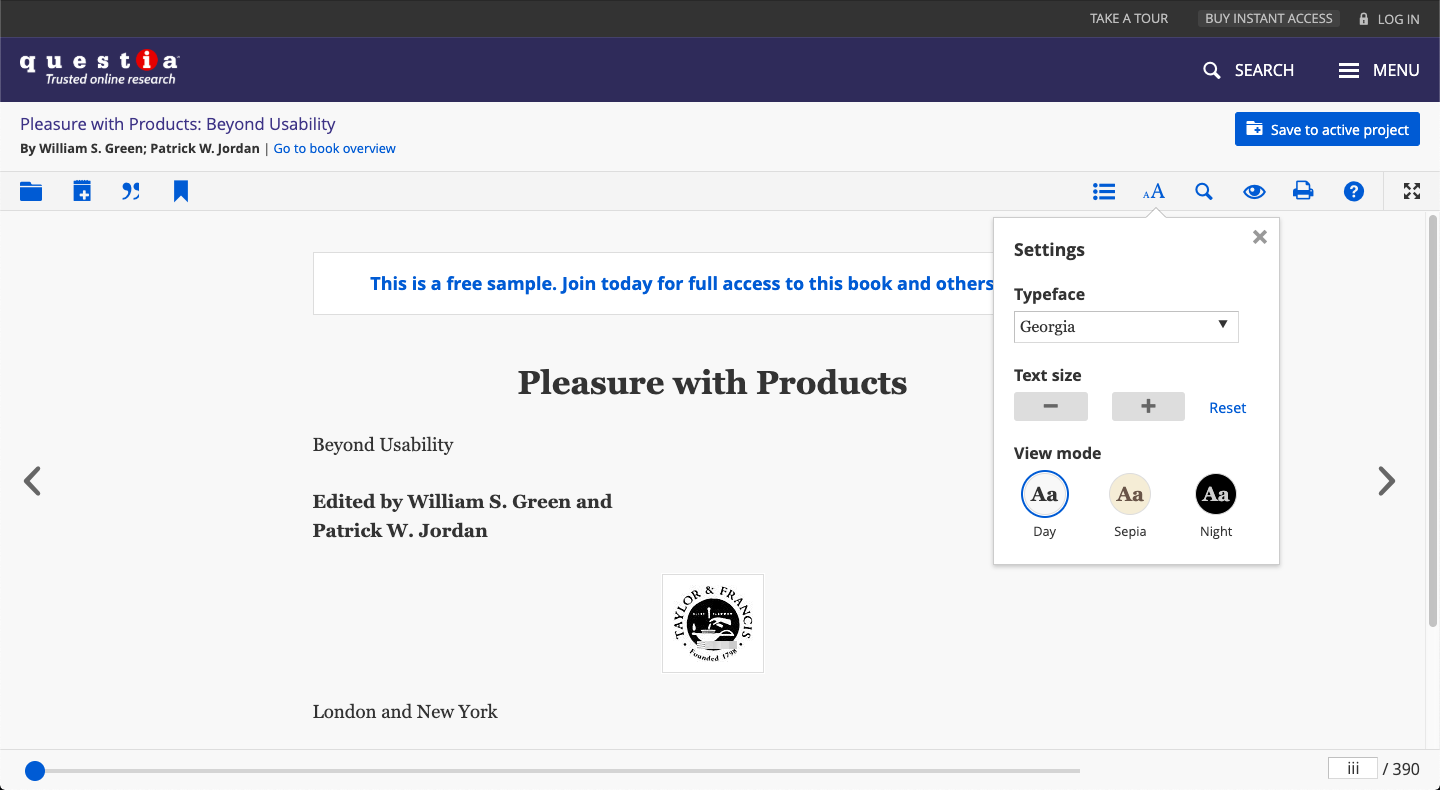 TAKE A TOUR BUY INSTANT ACCESS LOG IN
questia
Trusted online research
SEARCH MENU
Pleasure with Products: Beyond Usability
By William S. Green; Patrick W. Jordan | Go to book overview
Save to active project
AA
This is a free sample. Join today for full access to this book and others
Pleasure with Products
Beyond Usability
Edited by William S. Green and
Patrick W. Jordan
TAYLOR & FRANCIS
Founded 1798
London and New York
Settings
Typeface
Georgia
Text size
Reset
View mode
Aa Aa Aa
Day Sepia Night
iii / 390